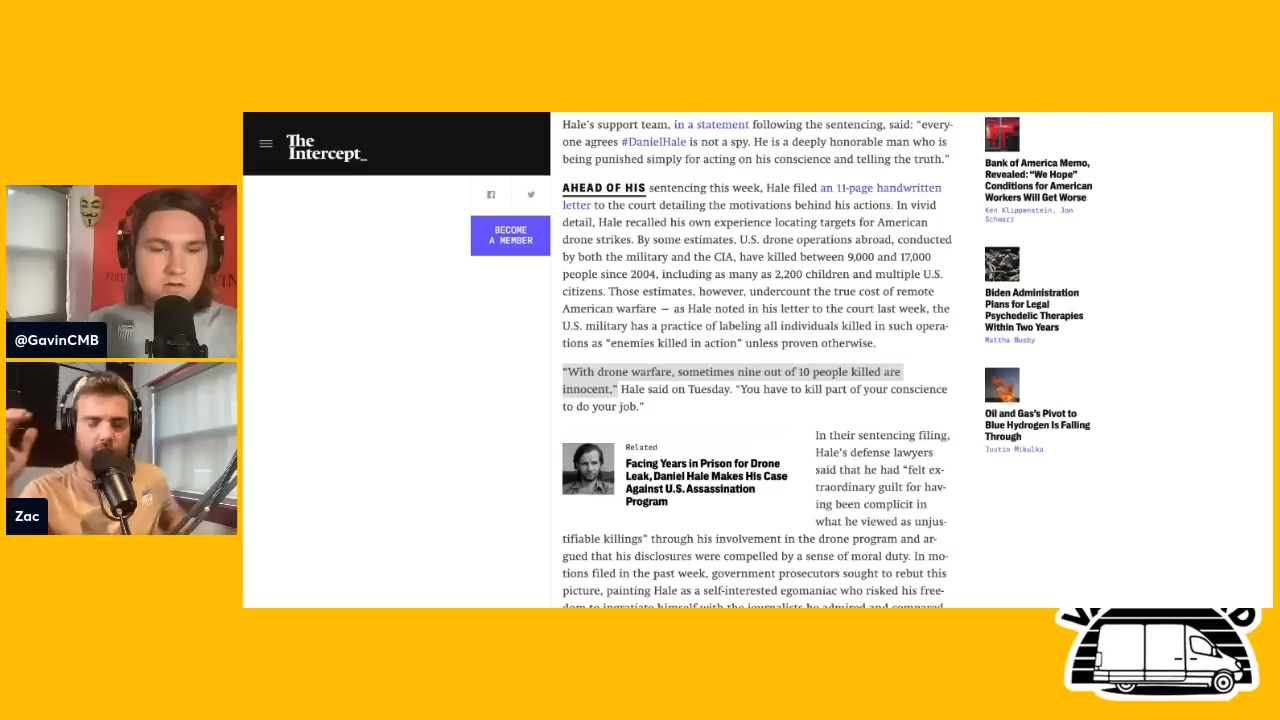 The
Intercept_
BECOME
A MEMBER
@GavinCMB
Zac
Hale’s support team, in a statement following the sentencing, said: “every-
one agrees #DanielHale is not a spy. He is a deeply honorable man who is
being punished simply for acting on his conscience and telling the truth.”
AHEAD OF HIS sentencing this week, Hale filed an 11-page handwritten
letter to the court detailing the motivations behind his actions. In vivid
detail, Hale recalled his own experience locating targets for American
drone strikes. By some estimates, U.S. drone operations abroad, conducted
by both the military and the CIA, have killed between 9,000 and 17,000
people since 2004, including as many as 2,200 children and multiple U.S.
citizens. Those estimates, however, undercount the true cost of remote
American warfare — as Hale noted in his letter to the court last week, the
U.S. military has a practice of labeling all individuals killed in such opera-
tions as “enemies killed in action” unless proven otherwise.
“With drone warfare, sometimes nine out of 10 people killed are
innocent,” Hale said on Tuesday. “You have to kill part of your conscience
to do your job.”
Related
Facing Years in Prison for Drone
Leak, Daniel Hale Makes His Case
Against U.S. Assassination
Program
In their sentencing filing,
Hale’s defense lawyers
said that he had “felt ex-
traordinary guilt for hav-
ing been complicit in
what he viewed as unjus-
tifiable killings” through his involvement in the drone program and ar-
gued that his disclosures were compelled by a sense of moral duty. In mo-
tions filed in the past week, government prosecutors sought to rebut this
picture, painting Hale as a self-interested egomaniac who risked his free-
dom to ingratiate himself with the journalists he admired and compared
Bank of America Memo,
Revealed: “We Hope”
Conditions for American
Workers Will Get Worse
Ken Klippenstein, Jon
Schwarz
Biden Administration
Plans for Legal
Psychedelic Therapies
Within Two Years
Mattha Busby
Oil and Gas’s Pivot to
Blue Hydrogen Is Falling
Through
Justin Mikulka